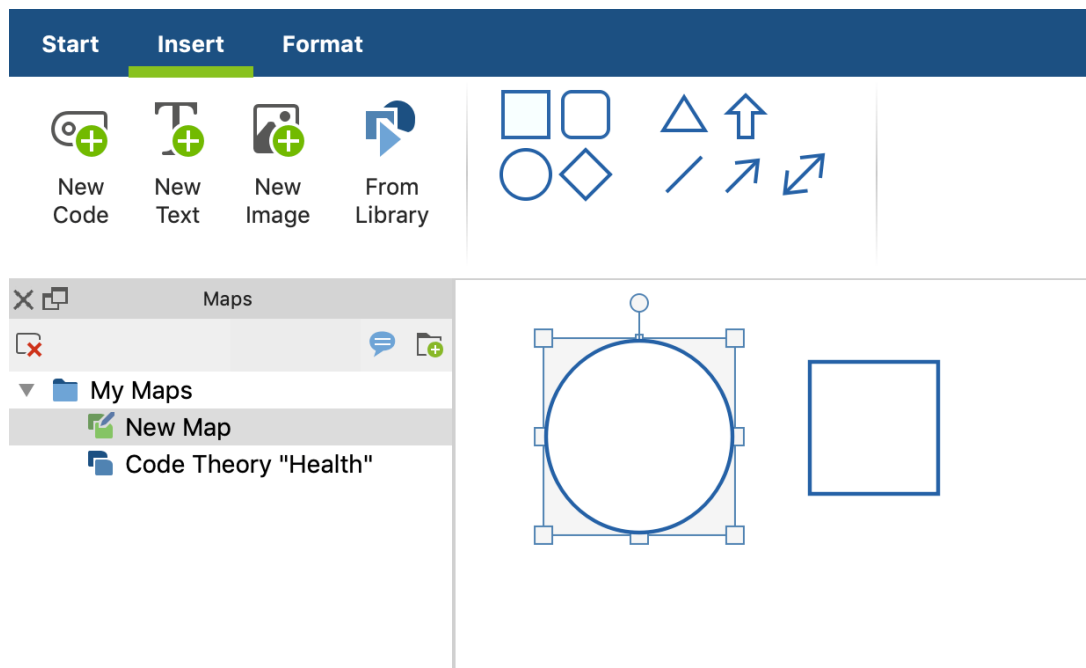 Start Insert Format
New Code
New Text
New Image
From Library
Maps
My Maps
New Map
Code Theory "Health"